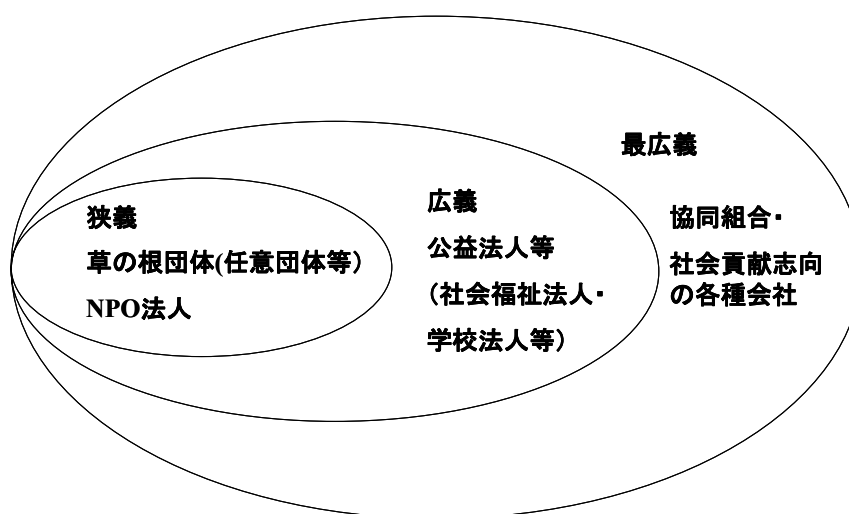 狭義
草の根団体(任意団体等）
NPO法人
広義
公益法人等
（社会福祉法人・
学校法人等）
最広義
協同組合・
社会貢献志向
の各種会社